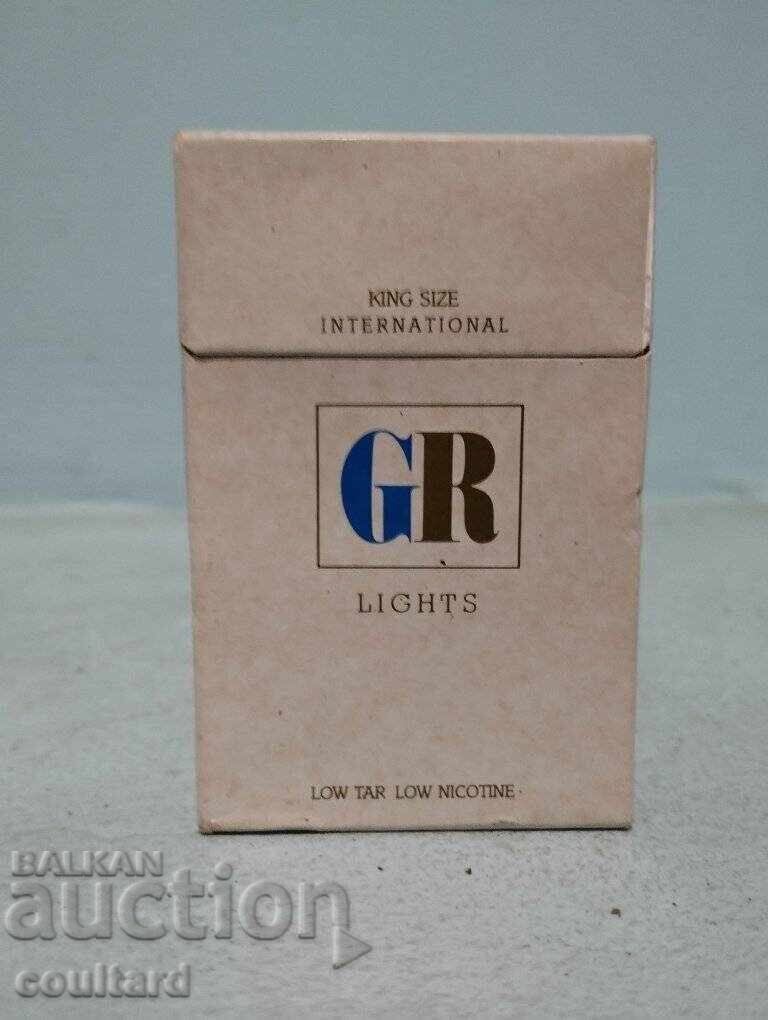 KING SIZE
INTERNATIONAL
GR
LIGHTS
LOW TAR LOW NICOTINE
BALKAN
auction
coultard